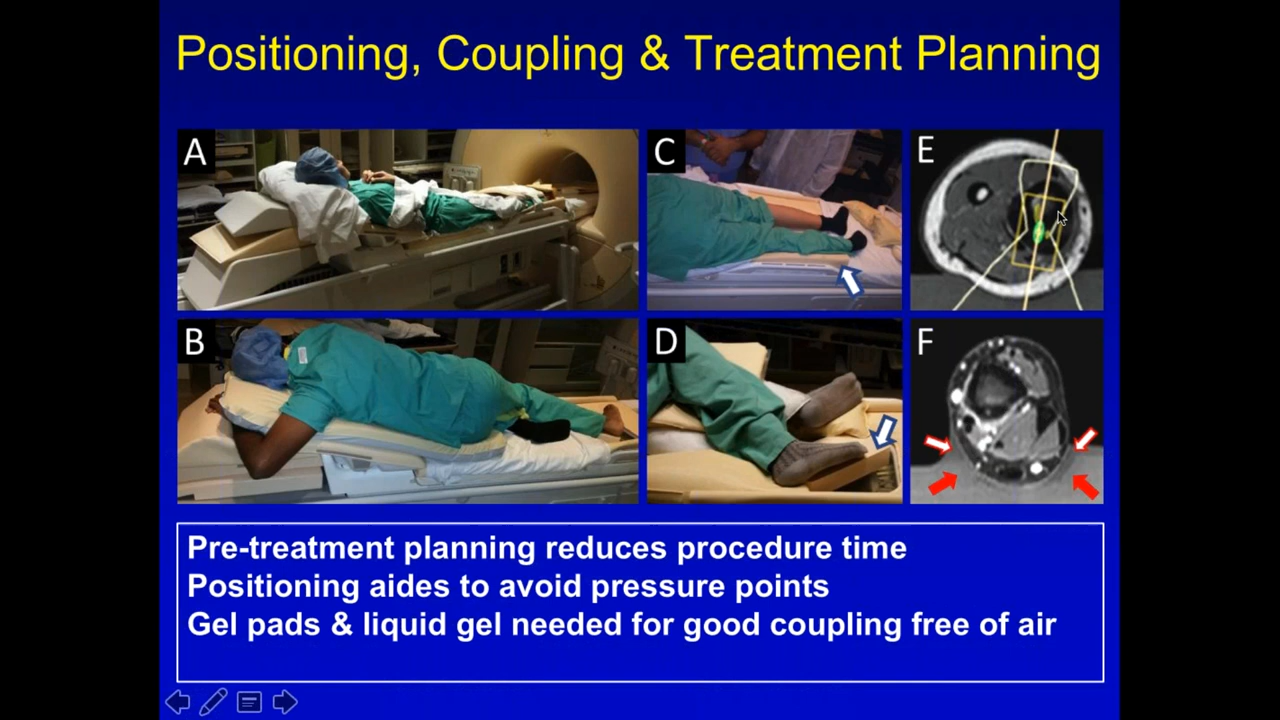 Positioning, Coupling & Treatment Planning
A
C
E
B
D
F
Pre-treatment planning reduces procedure time
Positioning aides to avoid pressure points
Gel pads & liquid gel needed for good coupling free of air